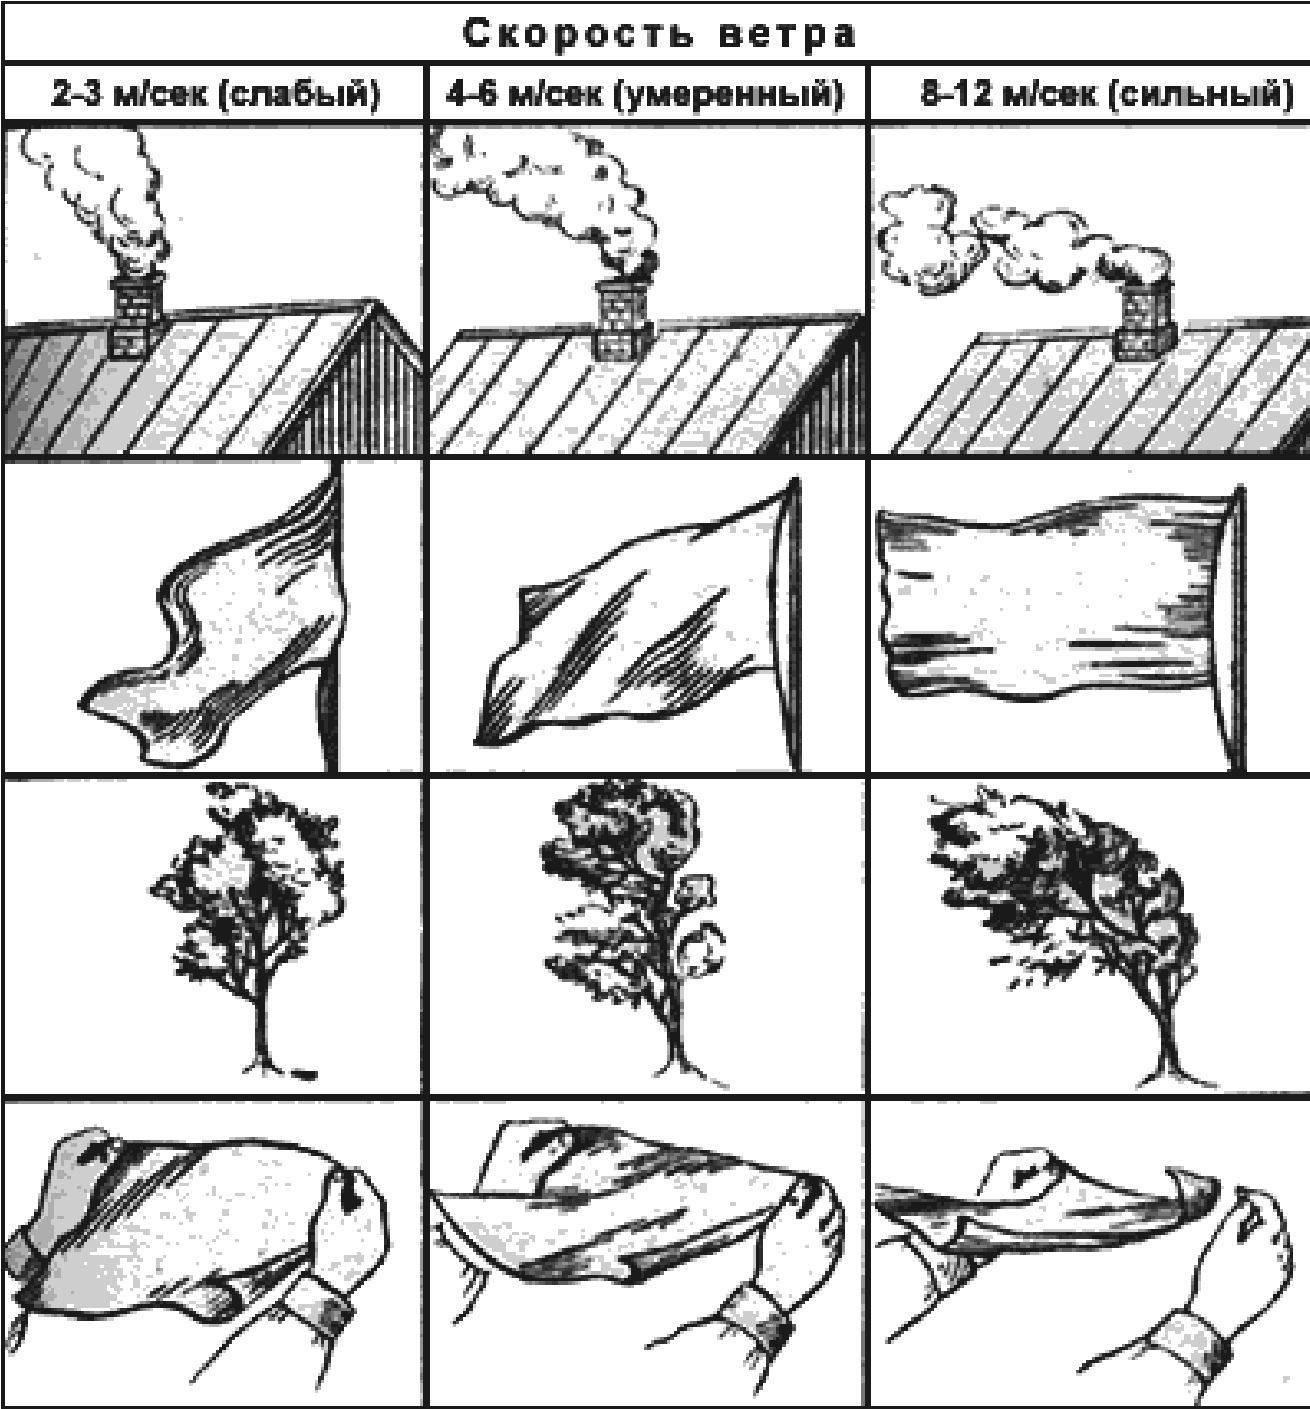 Скорость ветра
2-3 м/сек (слабый)
4-6 м/сек (умеренный)
8-12 м/сек (сильный)